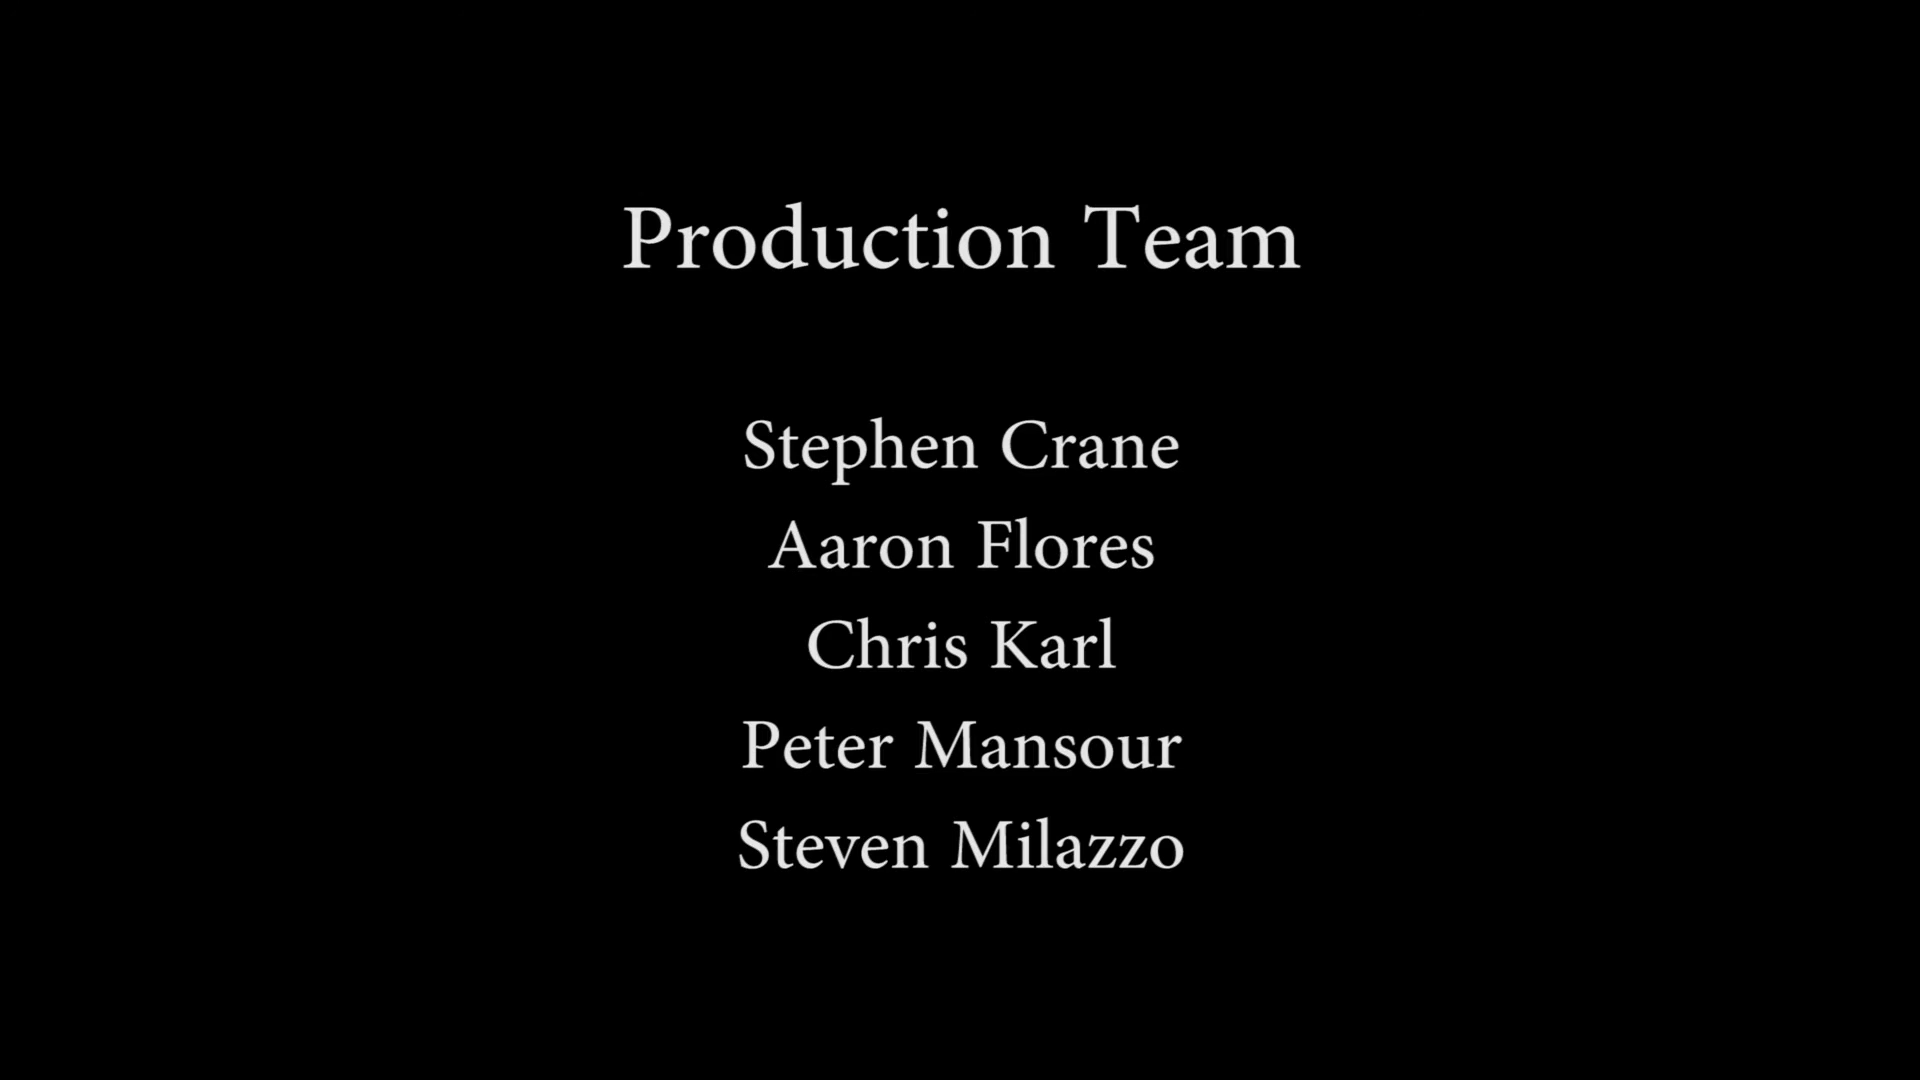 Production Team
Stephen Crane
Aaron Flores
Chris Karl
Peter Mansour
Steven Milazzo